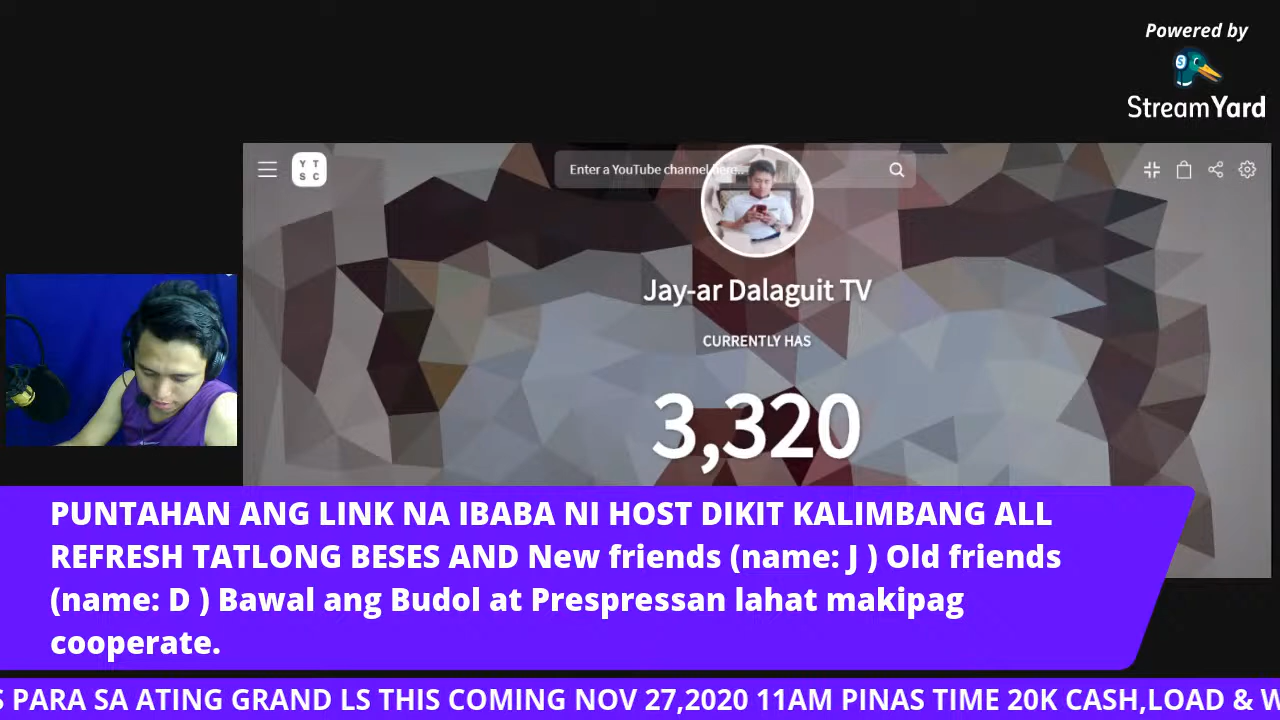 Powered by
StreamYard
YT
SC
Enter a YouTube channel here...
Jay-ar Dalaguit TV
CURRENTLY HAS
3,320
PUNTAHAN ANG LINK NA IBABA NI HOST DIKIT KALIMBANG ALL
REFRESH TATLONG BESES AND New friends (name: J ) Old friends
(name: D ) Bawal ang Budol at Prespressan lahat makipag
cooperate.
S PARA SA ATING GRAND LS THIS COMING NOV 27,2020 11AM PINAS TIME 20K CASH,LOAD & W